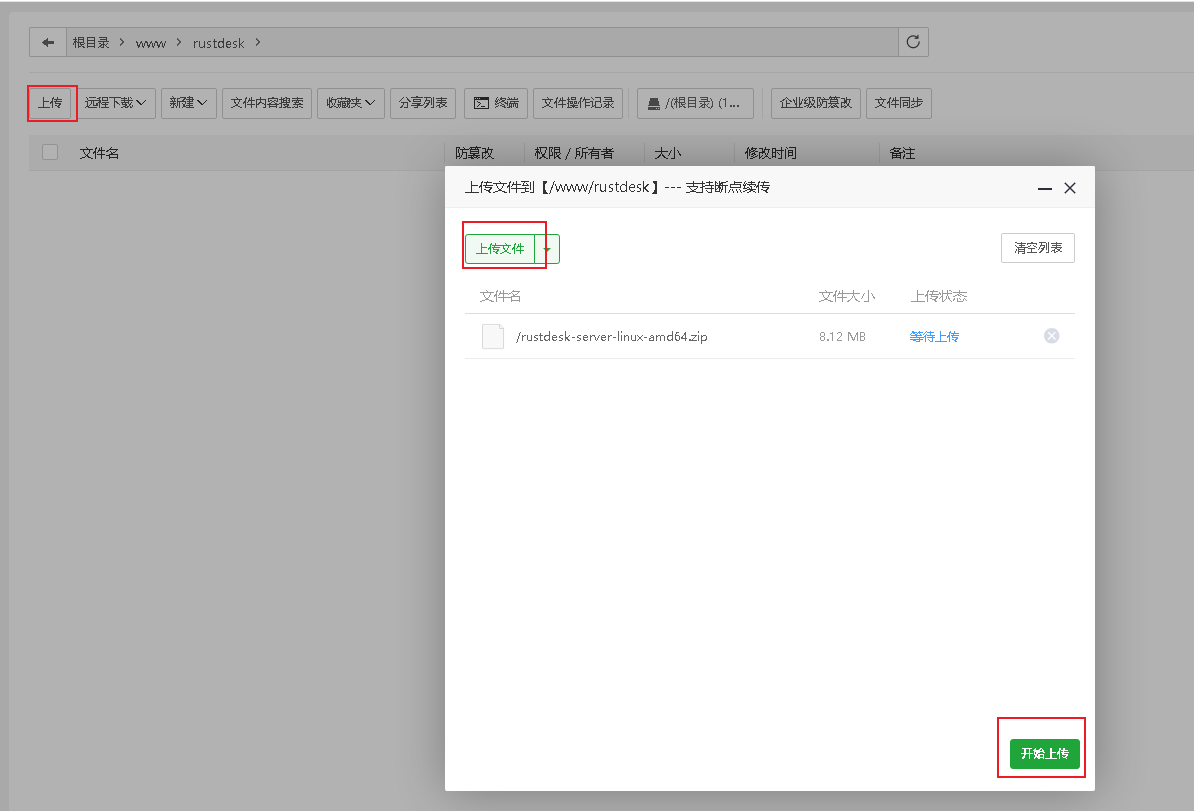 根目录 > www > rustdesk >
上传 远程下载 新建 文件内容搜索 收藏夹 分享列表 终端 文件操作记录 /(根目录) (1... 企业级防篡改 文件同步
文件名 防篡改 权限 / 所有者 大小 修改时间 备注
上传文件到【/www/rustdesk】--- 支持断点续传
上传文件 清空列表
文件名 文件大小 上传状态
/rustdesk-server-linux-amd64.zip 8.12 MB 等待上传
开始上传